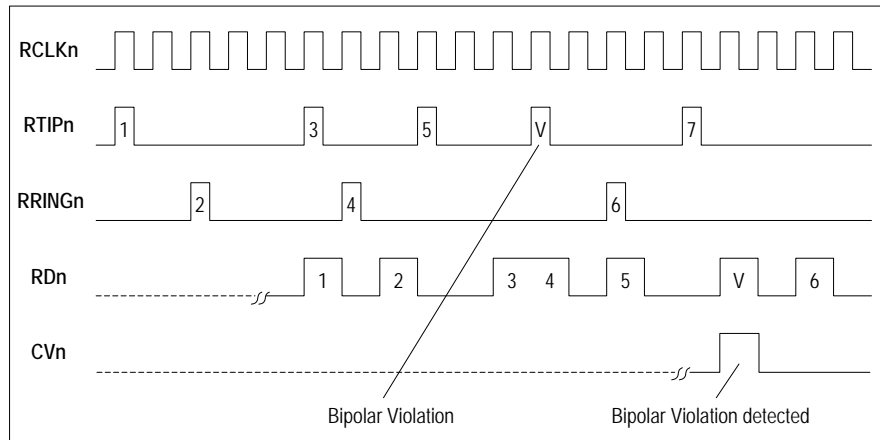 RCLKn
RTIPn
1 3 5 V 7
RRINGn
2 4 6
RDn
1 2 3 4 5 V 6
CVn
Bipolar Violation
Bipolar Violation detected